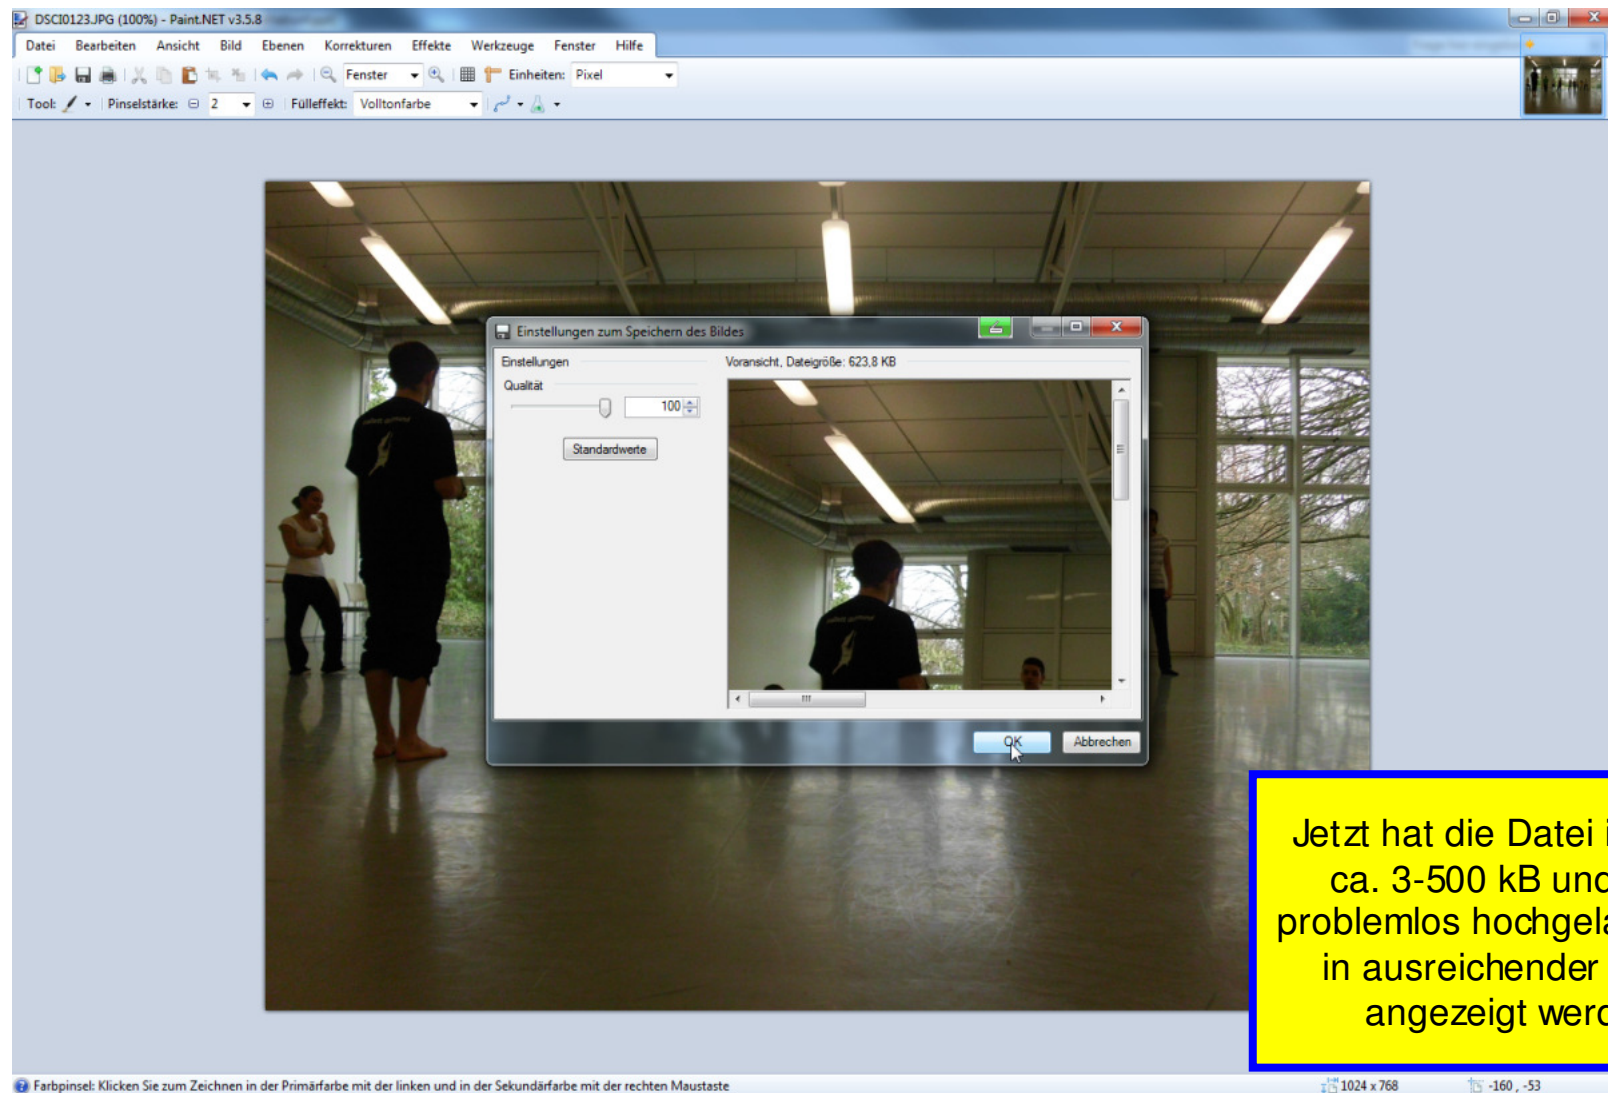 DSCI0123.JPG (100%) - Paint.NET v3.5.8
Datei Bearbeiten Ansicht Bild Ebenen Korrekturen Effekte Werkzeuge Fenster Hilfe
Fenster Einheiten: Pixel
Tool: Pinselstärke: 2 Fülleffekt: Volltonfarbe
Einstellungen zum Speichern des Bildes
Einstellungen
Voransicht, Dateigröße: 623,8 KB
Qualität
100
Standardwerte
OK Abbrechen
Jetzt hat die Datei
ca. 3-500 kB und
problemlos hochgela
in ausreichender
angezeigt werd
Farbpinsel: Klicken Sie zum Zeichnen in der Primärfarbe mit der linken und in der Sekundärfarbe mit der rechten Maustaste
1024 x 768 -160 , -53